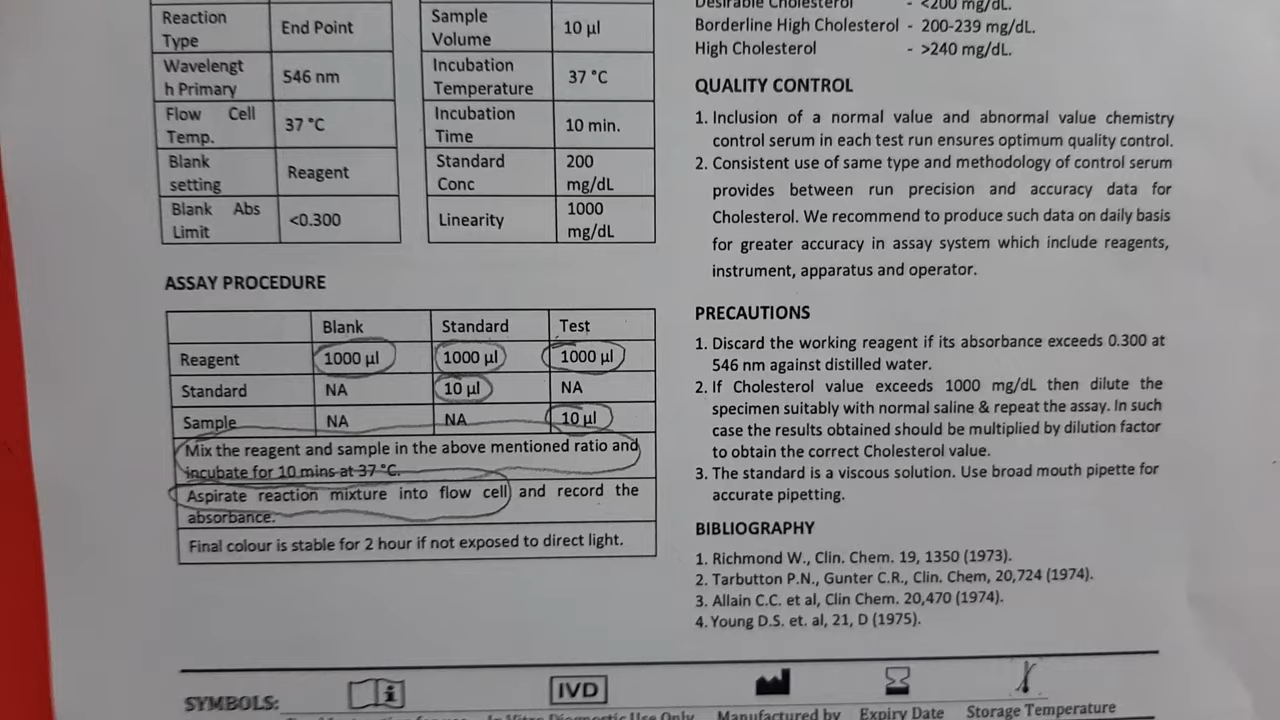 Reaction Type
End Point
Wavelengt h Primary
546 nm
Flow Cell Temp.
37 °C
Blank setting
Reagent
Blank Abs Limit
<0.300
Sample Volume
10 µl
Incubation Temperature
37 °C
Incubation Time
10 min.
Standard Conc
200 mg/dL
Linearity
1000 mg/dL
ASSAY PROCEDURE
Blank Standard Test
Reagent 1000 µl 1000 µl 1000 µl
Standard NA 10 µl NA
Sample NA NA 10 µl
Mix the reagent and sample in the above mentioned ratio and
incubate for 10 mins at 37 °C.
Aspirate reaction mixture into flow cell and record the
absorbance.
Final colour is stable for 2 hour if not exposed to direct light.
Desirable Cholesterol - <200 mg/dL.
Borderline High Cholesterol - 200-239 mg/dL.
High Cholesterol - >240 mg/dL.
QUALITY CONTROL
1. Inclusion of a normal value and abnormal value chemistry
control serum in each test run ensures optimum quality control.
2. Consistent use of same type and methodology of control serum
provides between run precision and accuracy data for
Cholesterol. We recommend to produce such data on daily basis
for greater accuracy in assay system which include reagents,
instrument, apparatus and operator.
PRECAUTIONS
1. Discard the working reagent if its absorbance exceeds 0.300 at
546 nm against distilled water.
2. If Cholesterol value exceeds 1000 mg/dL then dilute the
specimen suitably with normal saline & repeat the assay. In such
case the results obtained should be multiplied by dilution factor
to obtain the correct Cholesterol value.
3. The standard is a viscous solution. Use broad mouth pipette for
accurate pipetting.
BIBLIOGRAPHY
1. Richmond W., Clin. Chem. 19, 1350 (1973).
2. Tarbutton P.N., Gunter C.R., Clin. Chem, 20,724 (1974).
3. Allain C.C. et al, Clin Chem. 20,470 (1974).
4. Young D.S. et. al, 21, D (1975).
SYMBOLS:
IVD
In Vitro Diagnostic Use Only
Manufactured by
Expiry Date
Storage Temperature